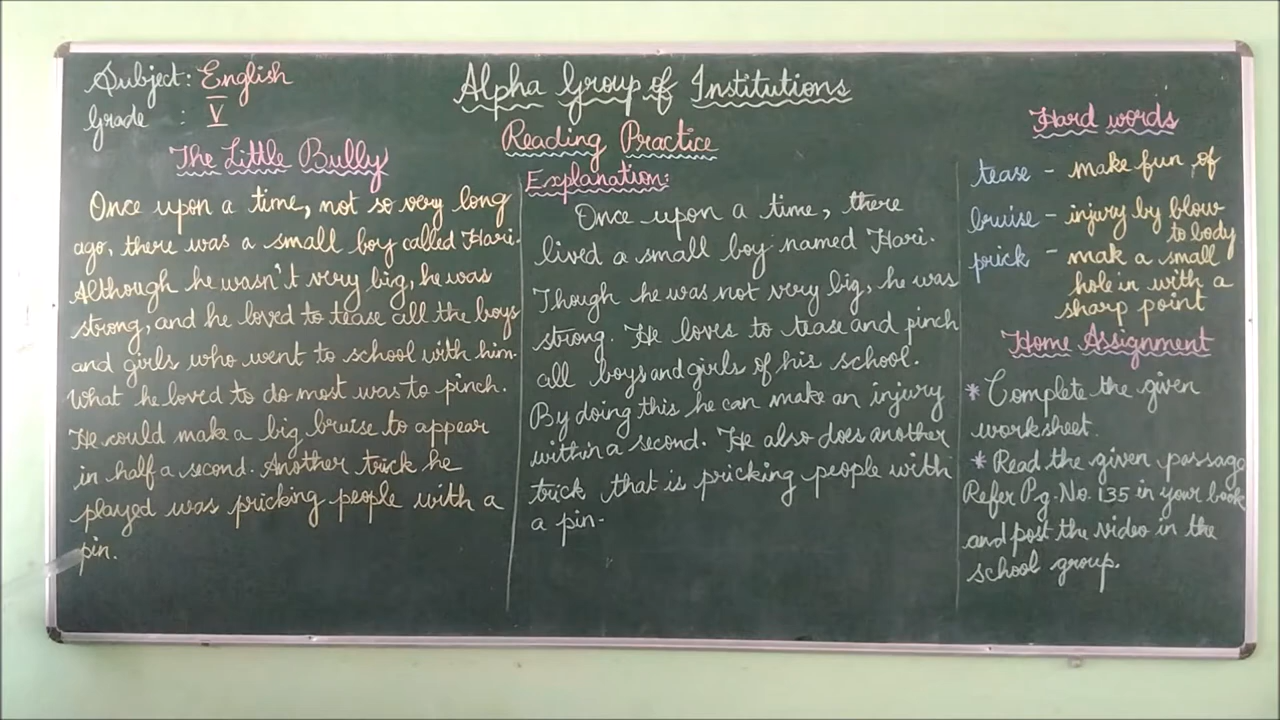 Subject: English
Grade : V
Alpha Group of Institutions
Reading Practice
The Little Bully
Once upon a time, not so very long
ago, there was a small boy called Hari.
Although he wasn't very big, he was
strong, and he loved to tease all the boys
and girls who went to school with him.
What he loved to do most was to pinch.
He could make a big bruise to appear
in half a second. Another trick he
played was pricking people with a
pin.
Explanation:
Once upon a time, there
lived a small boy named Hari.
Though he was not very big, he was
strong. He loves to tease and pinch
all boys and girls of his school.
By doing this he can make an injury
within a second. He also does another
trick that is pricking people with
a pin.
Hard words
tease - make fun of
bruise - injury by blow
to body
prick - make a small
hole in with a
sharp point
Home Assignment
* Complete the given
worksheet.
* Read the given passage
Refer Pg. No. 135 in your book
and post the video in the
school group.